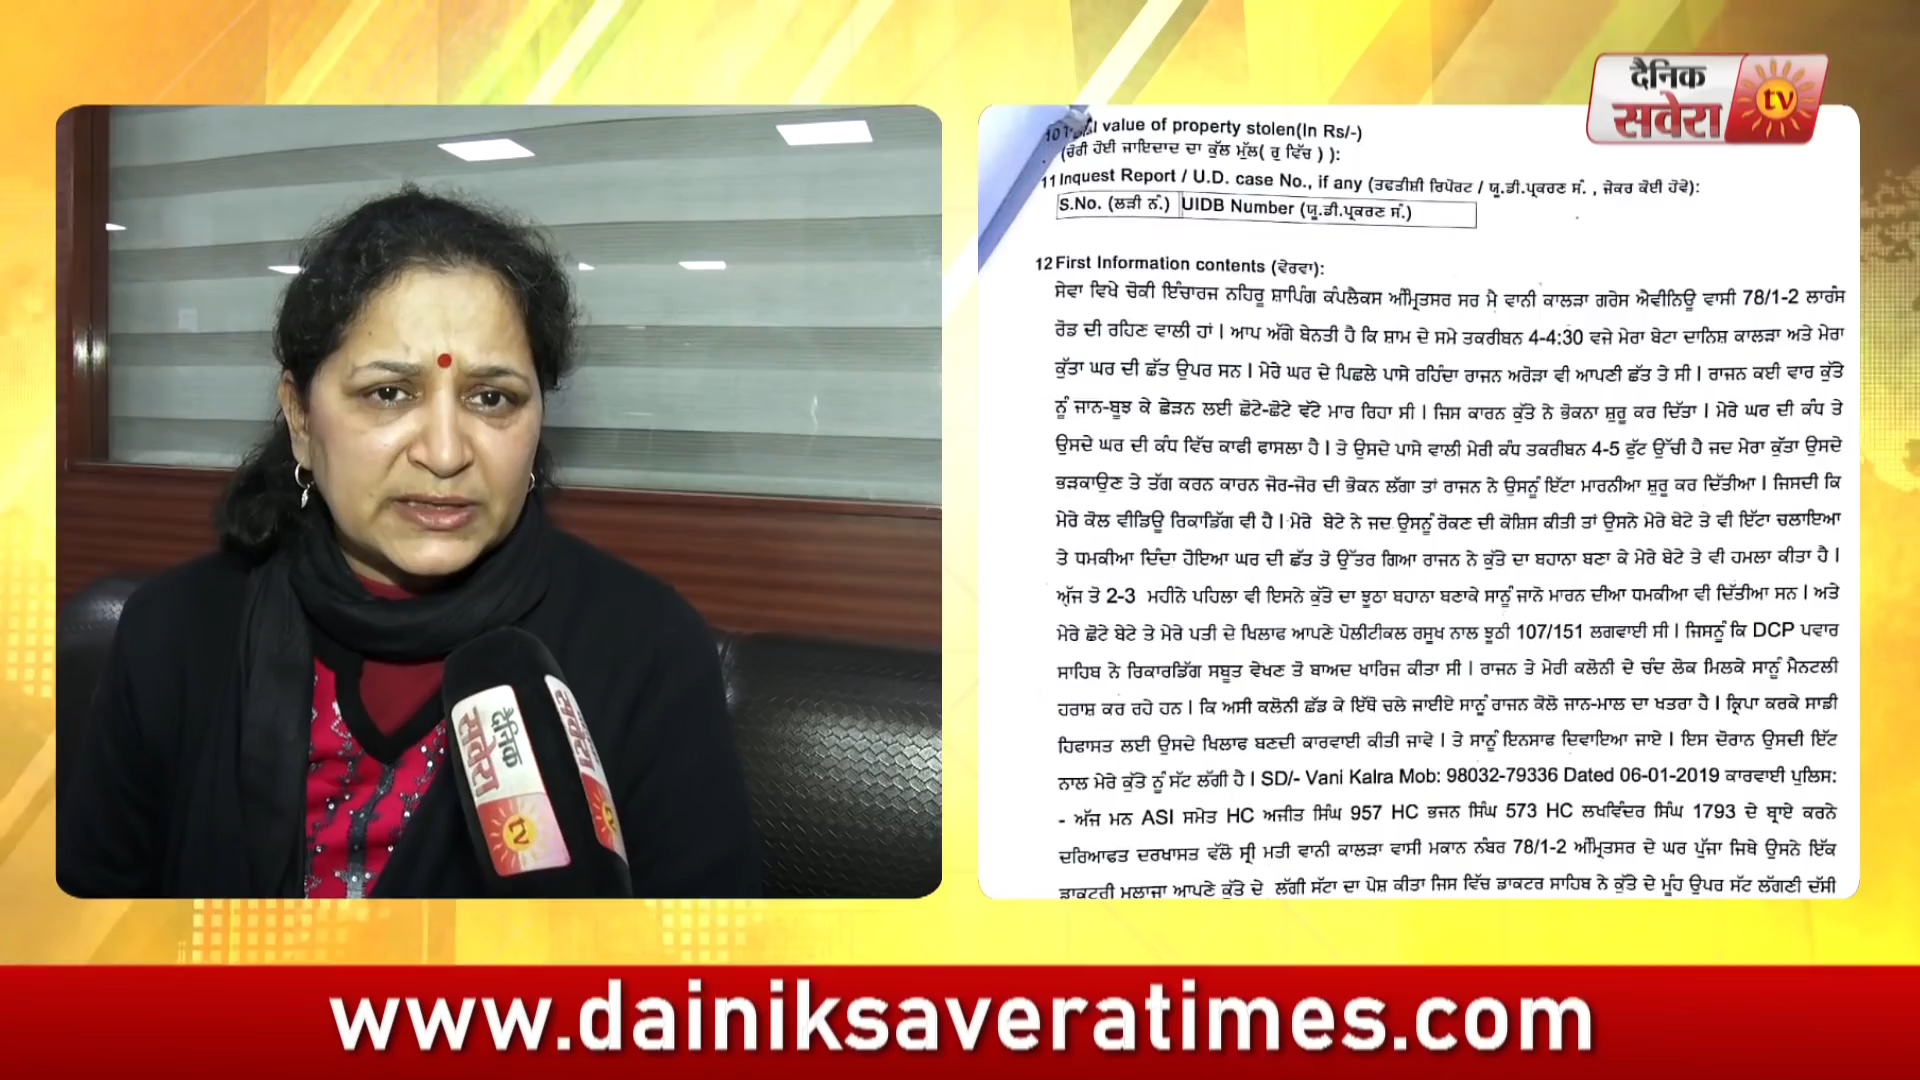 दैनिक
सवेरा
tv
दैनिक
सवेरा
tv
10 Total value of property stolen(In Rs/-)
(ਚੋਰੀ ਹੋਈ ਜਾਇਦਾਦ ਦਾ ਕੁੱਲ ਮੁੱਲ( ਰੁ ਵਿੱਚ ) ):
11 Inquest Report / U.D. case No., if any (ਤਫਤੀਸ਼ੀ ਰਿਪੋਰਟ / ਯੂ.ਡੀ.ਪ੍ਰਕਰਣ ਸੰ. , ਜੇਕਰ ਕੋਈ ਹੋਵੇ):
S.No. (ਲੜੀ ਨੰ.) UIDB Number (ਯੂ.ਡੀ.ਪ੍ਰਕਰਣ ਸੰ.)
12 First Information contents (ਵੇਰਵਾ):
ਸੇਵਾ ਵਿਖੇ ਚੋਕੀ ਇੰਚਾਰਜ ਨਹਿਰੂ ਸ਼ਾਪਿੰਗ ਕੰਪਲੈਕਸ ਅੰਮ੍ਰਿਤਸਰ ਸਰ ਮੈ ਵਾਨੀ ਕਾਲੜਾ ਗਰੇਸ ਐਵੀਨਿਊ ਵਾਸੀ 78/1-2 ਲਾਰੰਸ
ਰੋਡ ਦੀ ਰਹਿਣ ਵਾਲੀ ਹਾਂ | ਆਪ ਅੱਗੇ ਬੇਨਤੀ ਹੈ ਕਿ ਸ਼ਾਮ ਦੇ ਸਮੇ ਤਕਰੀਬਨ 4-4:30 ਵਜੇ ਮੇਰਾ ਬੇਟਾ ਦਾਨਿਸ਼ ਕਾਲੜਾ ਅਤੇ ਮੇਰਾ
ਕੁੱਤਾ ਘਰ ਦੀ ਛੱਤ ਉਪਰ ਸਨ | ਮੇਰੇ ਘਰ ਦੇ ਪਿਛਲੇ ਪਾਸੇ ਰਹਿੰਦਾ ਰਾਜਨ ਅਰੋੜਾ ਵੀ ਆਪਣੀ ਛੱਤ ਤੇ ਸੀ | ਰਾਜਨ ਕਈ ਵਾਰ ਕੁੱਤੇ
ਨੂੰ ਜਾਨ-ਬੂਝ ਕੇ ਛੇੜਨ ਲਈ ਛੋਟੇ-ਛੋਟੇ ਵੱਟੇ ਮਾਰ ਰਿਹਾ ਸੀ | ਜਿਸ ਕਾਰਨ ਕੁੱਤੇ ਨੇ ਭੋਕਨਾ ਸ਼ੁਰੂ ਕਰ ਦਿੱਤਾ | ਮੇਰੇ ਘਰ ਦੀ ਕੰਧ ਤੇ
ਉਸਦੇ ਘਰ ਦੀ ਕੰਧ ਵਿੱਚ ਕਾਫੀ ਫਾਸਲਾ ਹੈ | ਤੇ ਉਸਦੇ ਪਾਸੇ ਵਾਲੀ ਮੇਰੀ ਕੰਧ ਤਕਰੀਬਨ 4-5 ਫੁੱਟ ਉੱਚੀ ਹੈ ਜਦ ਮੇਰਾ ਕੁੱਤਾ ਉਸਦੇ
ਭੜਕਾਉਣ ਤੇ ਤੱਗ ਕਰਨ ਕਾਰਨ ਜੋਰ-ਜੋਰ ਦੀ ਭੋਕਨ ਲੱਗਾ ਤਾਂ ਰਾਜਨ ਨੇ ਉਸਨੂੰ ਇੱਟਾ ਮਾਰਨੀਆ ਸ਼ੁਰੂ ਕਰ ਦਿੱਤੀਆ | ਜਿਸਦੀ ਕਿ
ਮੇਰੇ ਕੋਲ ਵੀਡਿਊ ਰਿਕਾਡਿੱਗ ਵੀ ਹੈ | ਮੇਰੇ ਬੇਟੇ ਨੇ ਜਦ ਉਸਨੂੰ ਰੋਕਣ ਦੀ ਕੋਸ਼ਿਸ ਕੀਤੀ ਤਾਂ ਉਸਨੇ ਮੇਰੇ ਬੇਟੇ ਤੇ ਵੀ ਇੱਟਾ ਚਲਾਇਆ
ਤੇ ਧਮਕੀਆ ਦਿੰਦਾ ਹੋਇਆ ਘਰ ਦੀ ਛੱਤ ਤੋ ਉੱਤਰ ਗਿਆ ਰਾਜਨ ਨੇ ਕੁੱਤੇ ਦਾ ਬਹਾਨਾ ਬਣਾ ਕੇ ਮੇਰੇ ਬੇਟੇ ਤੇ ਵੀ ਹਮਲਾ ਕੀਤਾ ਹੈ |
ਅੱਜ ਤੋ 2-3 ਮਹੀਨੇ ਪਹਿਲਾ ਵੀ ਇਸਨੇ ਕੁੱਤੇ ਦਾ ਝੂਠਾ ਬਹਾਨਾ ਬਣਾਕੇ ਸਾਨੂੰ ਜਾਨੋ ਮਾਰਨ ਦੀਆ ਧਮਕੀਆ ਵੀ ਦਿੱਤੀਆ ਸਨ | ਅਤੇ
ਮੇਰੇ ਛੋਟੇ ਬੇਟੇ ਤੇ ਮੇਰੇ ਪਤੀ ਦੇ ਖਿਲਾਫ ਆਪਣੇ ਪੋਲੀਟੀਕਲ ਰਸੂਖ ਨਾਲ ਝੂਠੀ 107/151 ਲਗਵਾਈ ਸੀ | ਜਿਸਨੂੰ ਕਿ DCP ਪਵਾਰ
ਸਾਹਿਬ ਨੇ ਰਿਕਾਰਡਿੱਗ ਸਬੂਤ ਵੇਖਣ ਤੋ ਬਾਅਦ ਖਾਰਿਜ ਕੀਤਾ ਸੀ | ਰਾਜਨ ਤੇ ਮੇਰੀ ਕਲੋਨੀ ਦੇ ਚੰਦ ਲੋਕ ਮਿਲਕੇ ਸਾਨੂੰ ਮੈਨਟਲੀ
ਹਰਾਸ਼ ਕਰ ਰਹੇ ਹਨ | ਕਿ ਅਸੀ ਕਲੋਨੀ ਛੱਡ ਕੇ ਇੱਥੋ ਚਲੇ ਜਾਈਏ ਸਾਨੂੰ ਰਾਜਨ ਕੋਲੋ ਜਾਨ-ਮਾਲ ਦਾ ਖਤਰਾ ਹੈ | ਕ੍ਰਿਪਾ ਕਰਕੇ ਸਾਡੀ
ਹਿਫਾਸਤ ਲਈ ਉਸਦੇ ਖਿਲਾਫ ਬਣਦੀ ਕਾਰਵਾਈ ਕੀਤੀ ਜਾਵੇ | ਤੇ ਸਾਨੂੰ ਇਨਸਾਫ ਦਿਵਾਇਆ ਜਾਏ | ਇਸ ਦੋਰਾਨ ਉਸਦੀ ਇੱਟ
ਨਾਲ ਮੇਰੇ ਕੁੱਤੇ ਨੂੰ ਸੱਟ ਲੱਗੀ ਹੈ | SD/- Vani Kalra Mob: 98032-79336 Dated 06-01-2019 ਕਾਰਵਾਈ ਪੁਲਿਸ:
- ਅੱਜ ਮਨ ASI ਸਮੇਤ HC ਅਜੀਤ ਸਿੰਘ 957 HC ਭਜਨ ਸਿੰਘ 573 HC ਲਖਵਿੰਦਰ ਸਿੰਘ 1793 ਦੇ ਬ੍ਰਾਏ ਕਰਨੇ
ਦਰਿਆਫਤ ਦਰਖਾਸਤ ਵੱਲੋ ਸ੍ਰੀ ਮਤੀ ਵਾਨੀ ਕਾਲੜਾ ਵਾਸੀ ਮਕਾਨ ਨੰਬਰ 78/1-2 ਅੰਮ੍ਰਿਤਸਰ ਦੇ ਘਰ ਪੁੱਜਾ ਜਿਥੇ ਉਸਨੇ ਇੱਕ
ਡਾਕਟਰੀ ਮੁਲਾਜਾ ਆਪਣੇ ਕੁੱਤੇ ਦੇ ਲੱਗੀ ਸੱਟਾ ਦਾ ਪੇਸ਼ ਕੀਤਾ ਜਿਸ ਵਿੱਚ ਡਾਕਟਰ ਸਾਹਿਬ ਨੇ ਕੁੱਤੇ ਦੇ ਮੂੰਹ ਉਪਰ ਸੱਟ ਲੱਗਣੀ ਦੱਸੀ
www.dainiksaveratimes.com